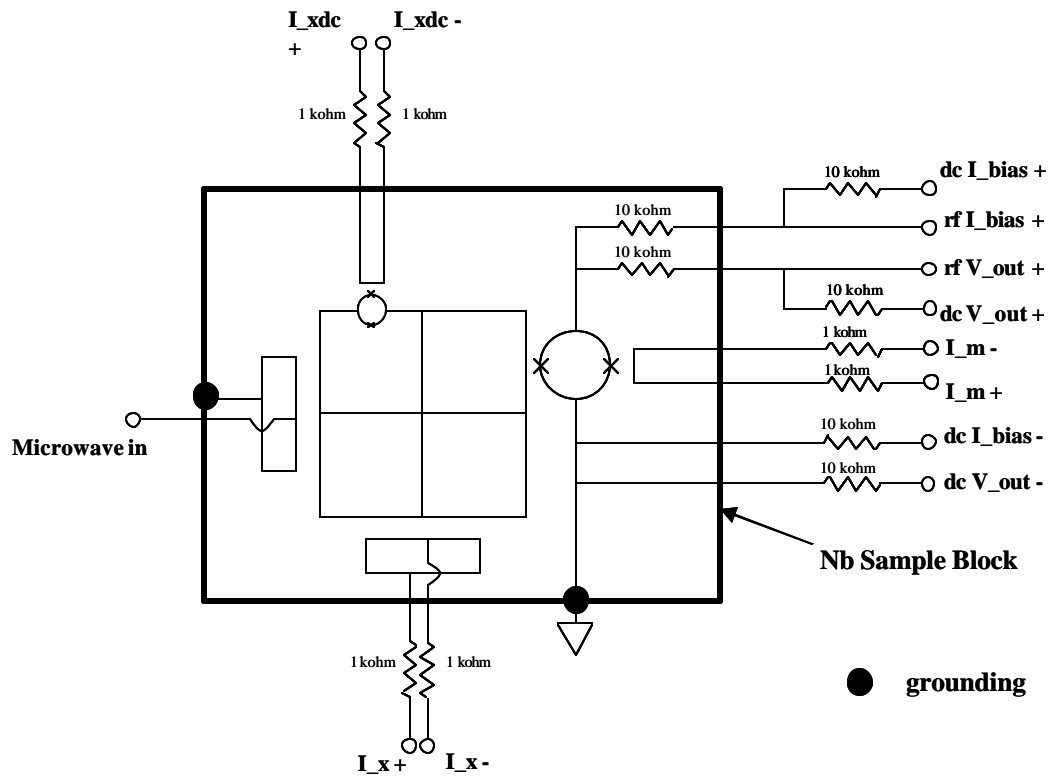 I_xdc
+
I_xdc -
1 kohm
1 kohm
10 kohm
dc I_bias +
10 kohm
rf I_bias +
10 kohm
rf V_out +
10 kohm
dc V_out +
1 kohm
I_m -
1 kohm
I_m +
10 kohm
dc I_bias -
10 kohm
dc V_out -
Microwave in
Nb Sample Block
1 kohm
1 kohm
grounding
I_x +
I_x -